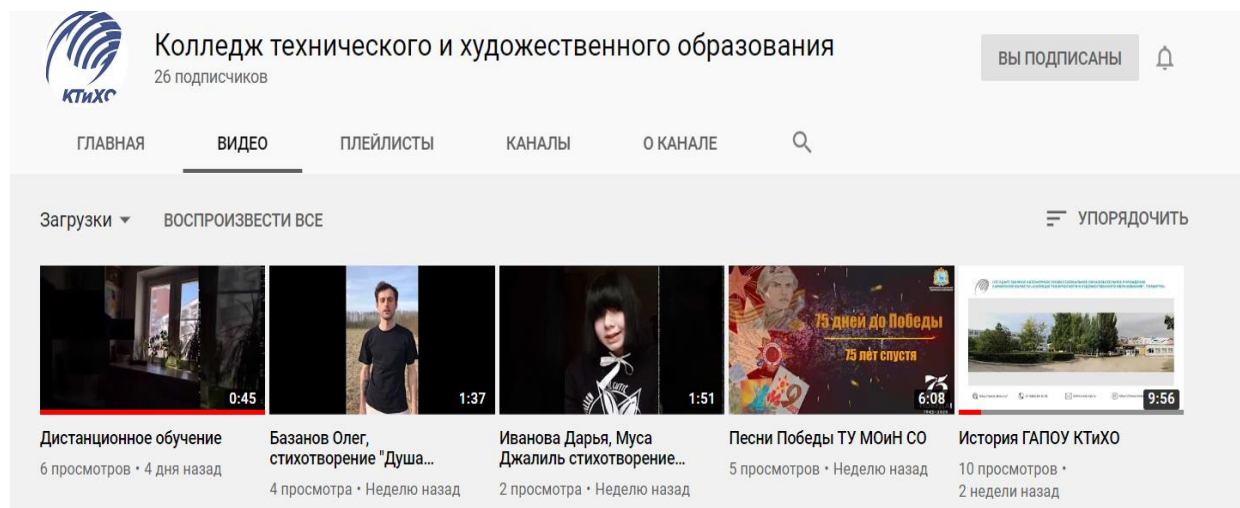 Колледж технического и художественного образования
26 подписчиков
КТиХО
ВЫ ПОДПИСАНЫ
ГЛАВНАЯ ВИДЕО ПЛЕЙЛИСТЫ КАНАЛЫ О КАНАЛЕ
Загрузки ВОСПРОИЗВЕСТИ ВСЕ УПОРЯДОЧИТЬ
75 дней до Победы
75 лет спустя
75
1945-2020
0:45 1:37 1:51 6:08 9:56
Дистанционное обучение
6 просмотров • 4 дня назад
Базанов Олег,
стихотворение "Душа...
4 просмотра • Неделю назад
Иванова Дарья, Муса
Джалиль стихотворение...
2 просмотра • Неделю назад
Песни Победы ТУ МОиН СО
5 просмотров • Неделю назад
История ГАПОУ КТиХО
10 просмотров •
2 недели назад